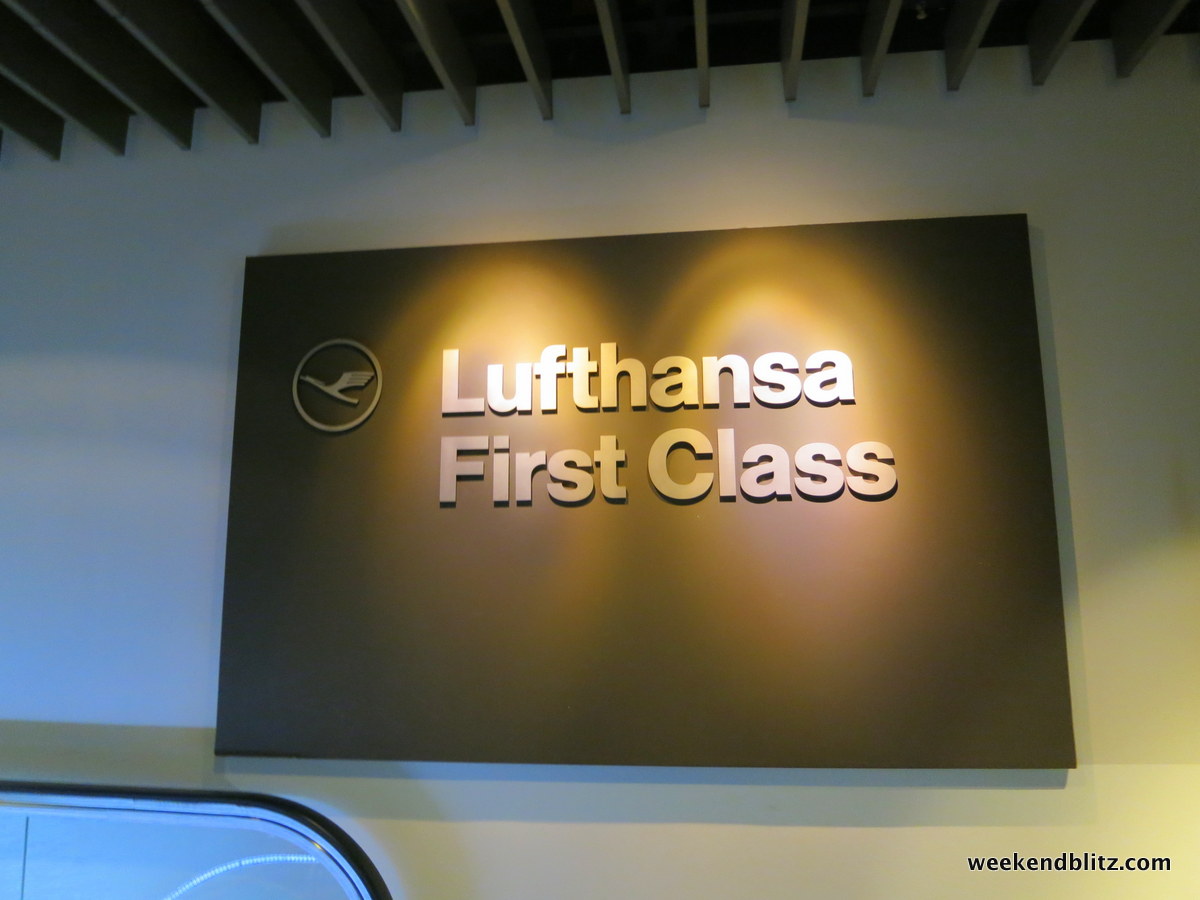 Lufthansa
First Class
weekendblitz.com